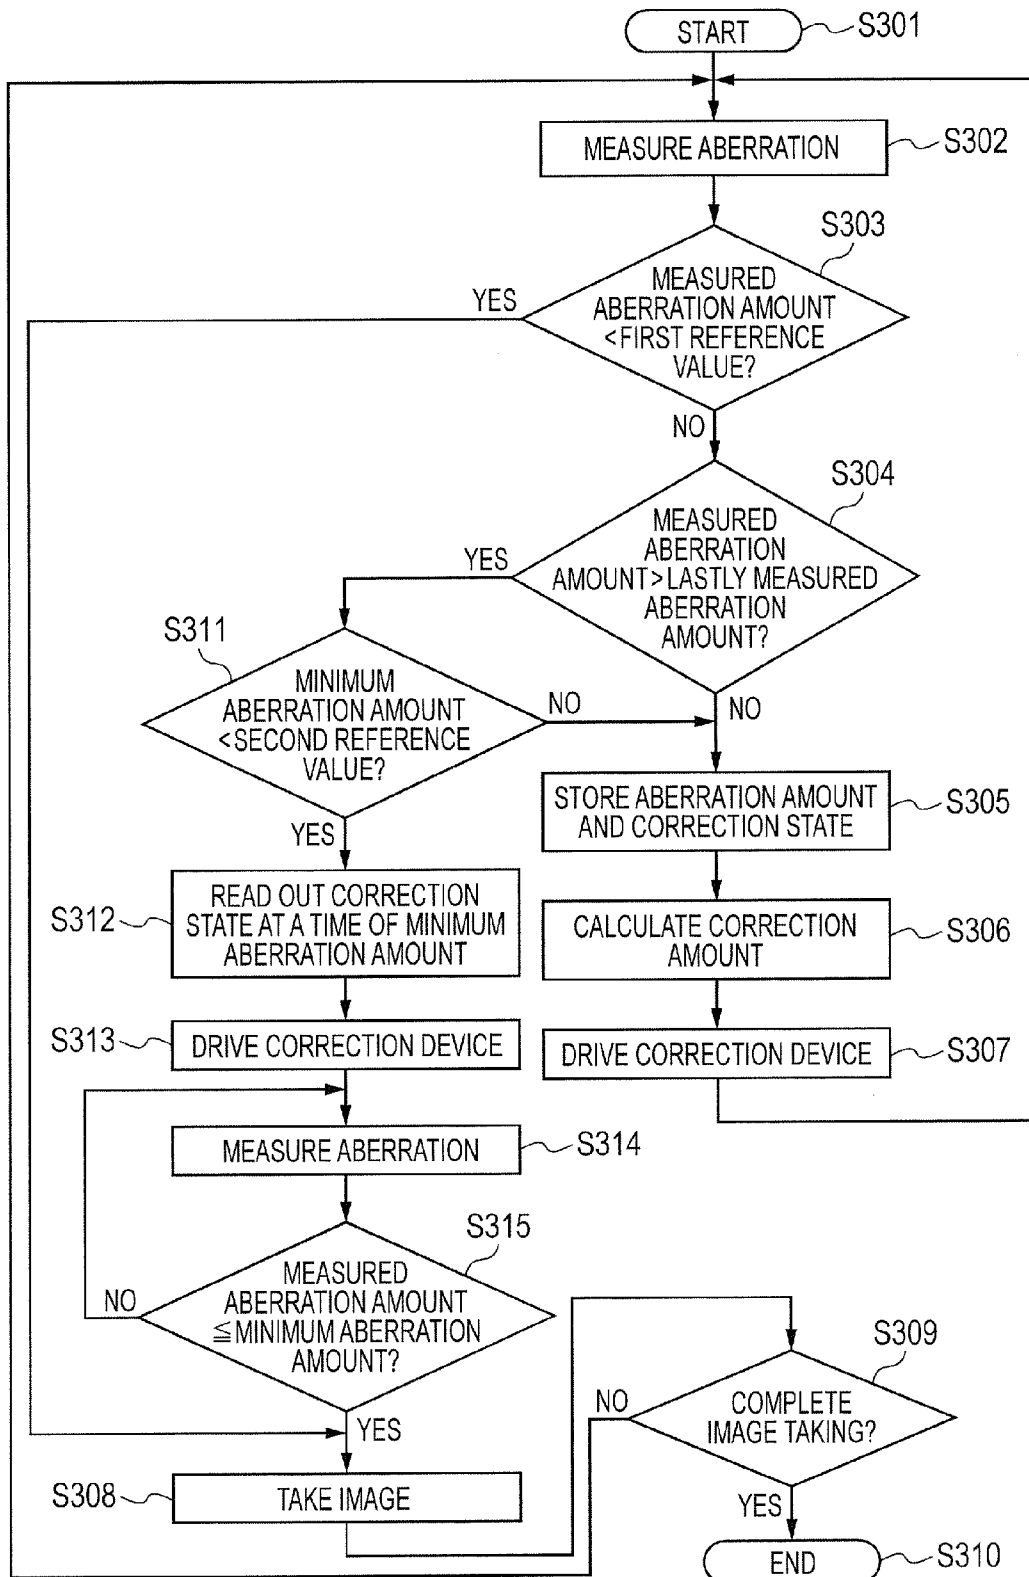 START
S301
MEASURE ABERRATION
S302
S303
MEASURED
ABERRATION AMOUNT
<FIRST REFERENCE
VALUE?
YES
NO
S304
MEASURED
ABERRATION
AMOUNT>LASTLY MEASURED
ABERRATION
AMOUNT?
YES
NO
S311
MINIMUM
ABERRATION AMOUNT
<SECOND REFERENCE
VALUE?
NO
YES
STORE ABERRATION AMOUNT
AND CORRECTION STATE
S305
S312
READ OUT CORRECTION
STATE AT A TIME OF MINIMUM
ABERRATION AMOUNT
CALCULATE CORRECTION
AMOUNT
S306
S313
DRIVE CORRECTION DEVICE
DRIVE CORRECTION DEVICE
S307
MEASURE ABERRATION
S314
S315
MEASURED
ABERRATION AMOUNT
≦MINIMUM ABERRATION
AMOUNT?
NO
YES
S309
COMPLETE
IMAGE TAKING?
NO
YES
S308
TAKE IMAGE
END
S310